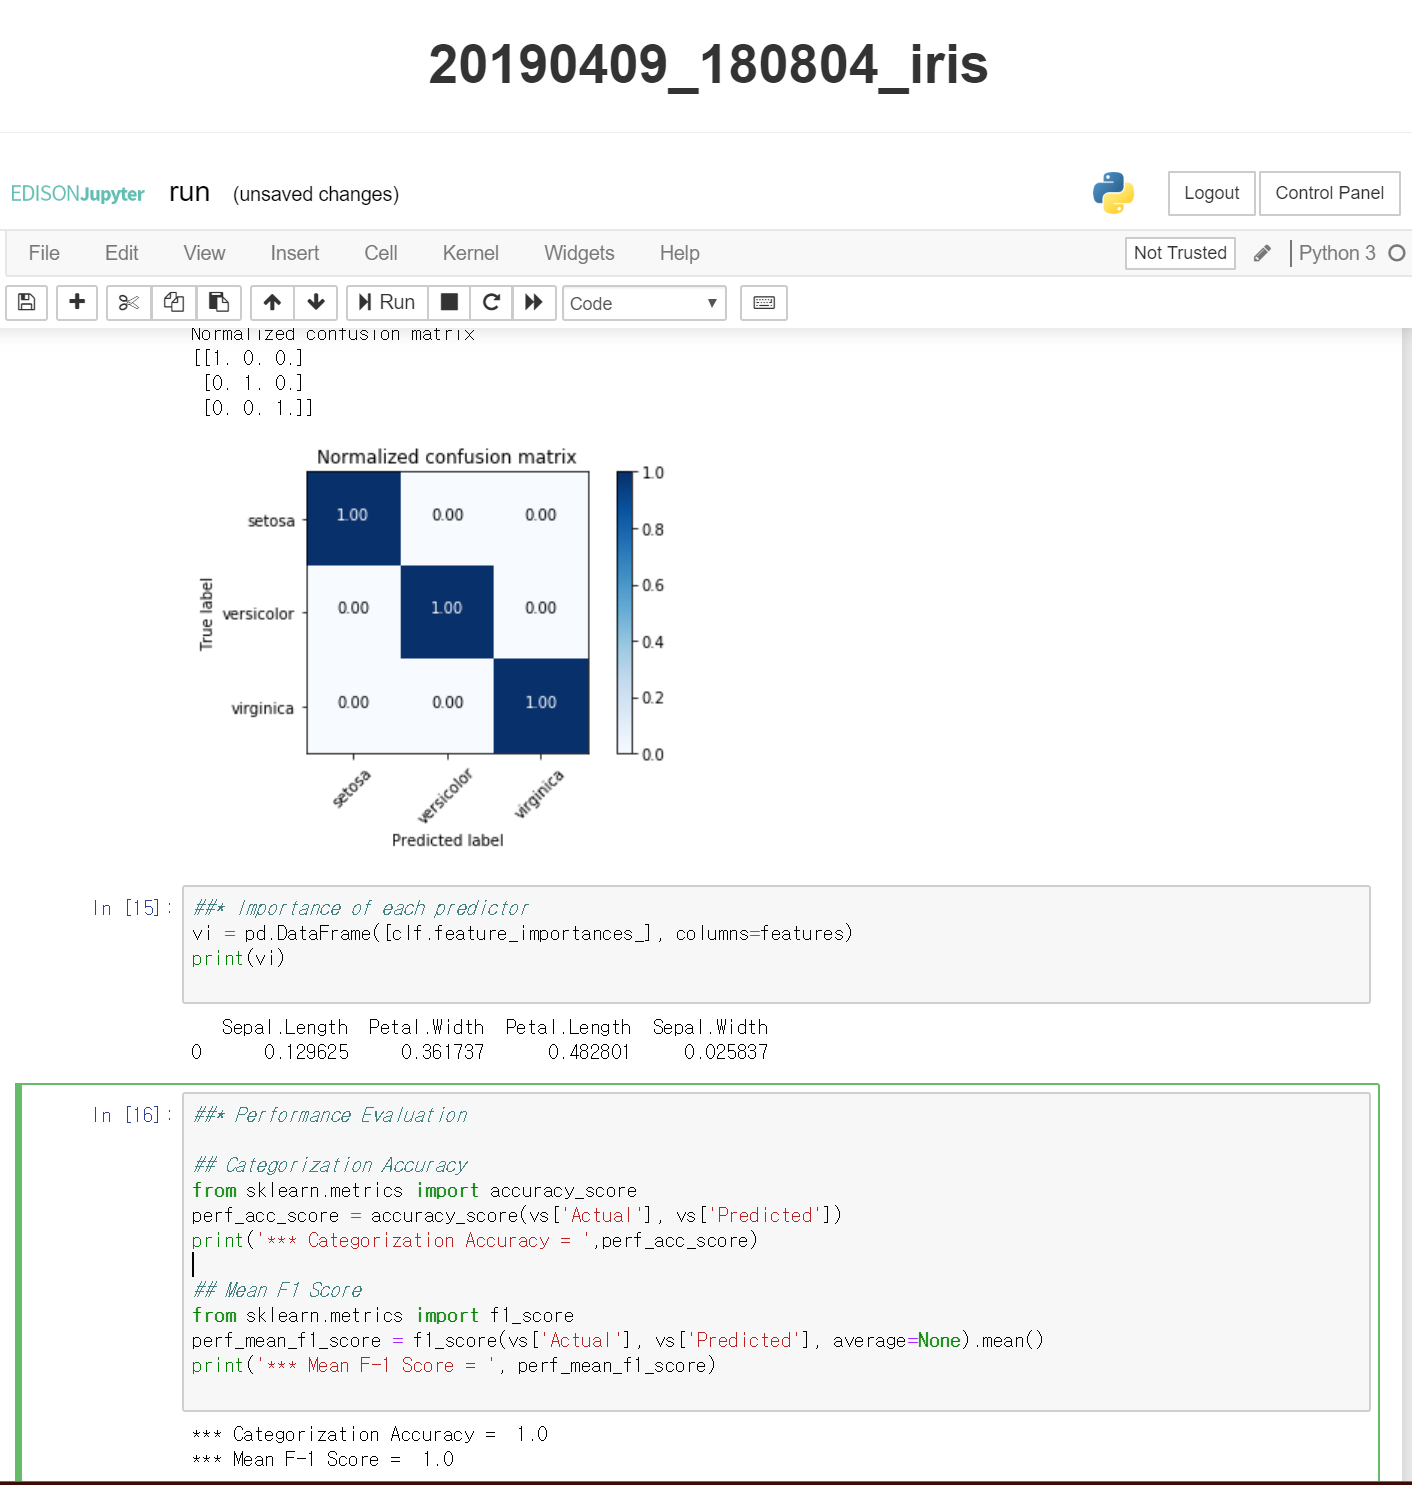 20190409_180804_iris
EDISONJupyter run (unsaved changes) Logout Control Panel
File Edit View Insert Cell Kernel Widgets Help Not Trusted Python 3
Run Code
Normalized confusion matrix
[[1. 0. 0.]
[0. 1. 0.]
[0. 0. 1.]]
Normalized confusion matrix
1.0
setosa 1.00 0.00 0.00
0.8
0.6
True label
versicolor 0.00 1.00 0.00
0.4
0.2
virginica 0.00 0.00 1.00
0.0
setosa versicolor virginica
Predicted label
In [15]: ##* Importance of each predictor
vi = pd.DataFrame([clf.feature_importances_], columns=features)
print(vi)
Sepal.Length Petal.Width Petal.Length Sepal.Width
0 0.129625 0.361737 0.482801 0.025837
In [16]: ##* Performance Evaluation
## Categorization Accuracy
from sklearn.metrics import accuracy_score
perf_acc_score = accuracy_score(vs['Actual'], vs['Predicted'])
print('*** Categorization Accuracy = ',perf_acc_score)
## Mean F1 Score
from sklearn.metrics import f1_score
perf_mean_f1_score = f1_score(vs['Actual'], vs['Predicted'], average=None).mean()
print('*** Mean F-1 Score = ', perf_mean_f1_score)
*** Categorization Accuracy = 1.0
*** Mean F-1 Score = 1.0